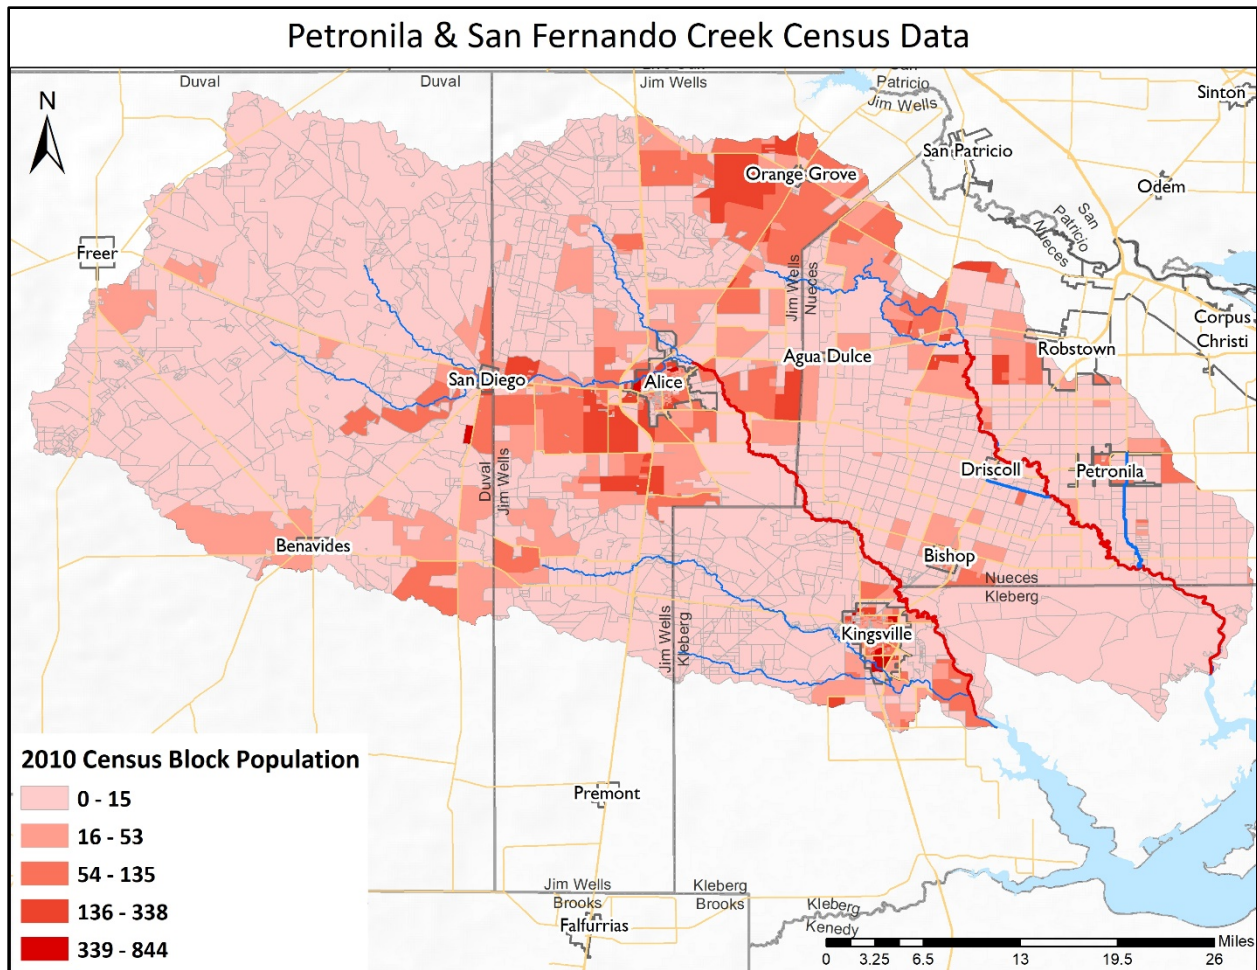 Petronila & San Fernando Creek Census Data
N
Duval
Duval
Jim Wells
San
Patricio
Jim Wells
Sinton
San Patricio
Orange Grove
Odem
San
Patricio
Nueces
Freer
Jim Wells
Nueces
Corpus
Christi
Robstown
Agua Dulce
San Diego
Alice
Duval
Jim Wells
Driscoll
Petronila
Benavides
Bishop
Nueces
Kleberg
Jim Wells
Kleberg
Kingsville
2010 Census Block Population
0 - 15
16 - 53
54 - 135
136 - 338
339 - 844
Premont
Jim Wells
Brooks
Kleberg
Brooks
Kleberg
Kenedy
Falfurrias
Miles
0 3.25 6.5 13 19.5 26